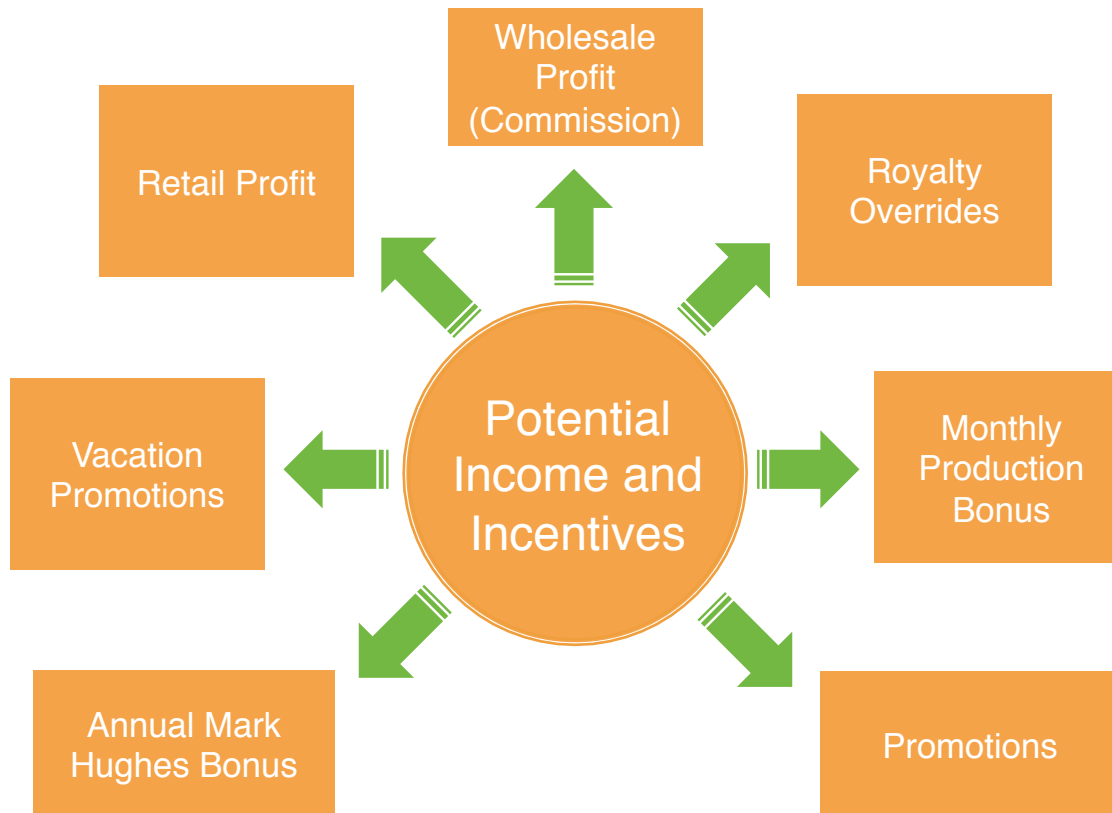 Wholesale
Profit
(Commission)
Retail Profit
Royalty
Overrides
Potential
Income and
Incentives
Vacation
Promotions
Monthly
Production
Bonus
Annual Mark
Hughes Bonus
Promotions